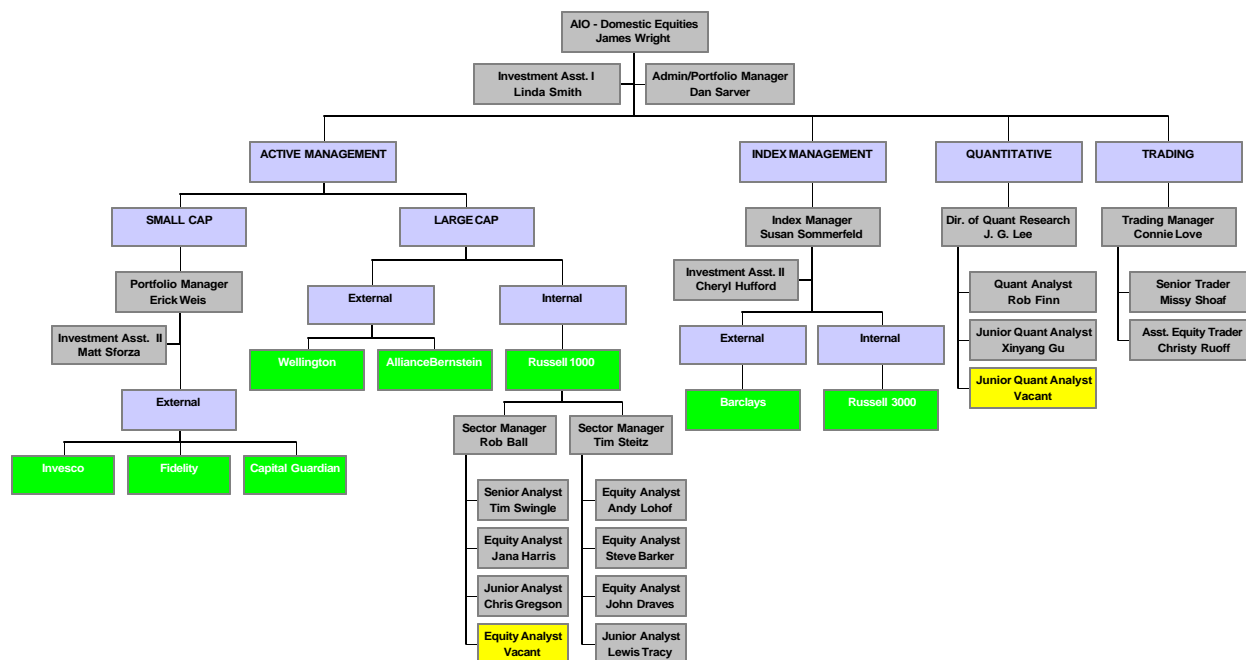 AIO - Domestic Equities
James Wright
Investment Asst. I
Linda Smith
Admin/Portfolio Manager
Dan Sarver
ACTIVE MANAGEMENT
INDEX MANAGEMENT
QUANTITATIVE
TRADING
SMALL CAP
LARGE CAP
Index Manager
Susan Sommerfeld
Dir. of Quant Research
J. G. Lee
Trading Manager
Connie Love
Portfolio Manager
Erick Weis
External
Internal
Investment Asst. II
Cheryl Hufford
Quant Analyst
Rob Finn
Senior Trader
Missy Shoaf
Investment Asst. II
Matt Sforza
Wellington
AllianceBernstein
Russell 1000
External
Internal
Junior Quant Analyst
Xinyang Gu
Asst. Equity Trader
Christy Ruoff
External
Barclays
Russell 3000
Junior Quant Analyst
Vacant
Invesco
Fidelity
Capital Guardian
Sector Manager
Rob Ball
Sector Manager
Tim Steitz
Senior Analyst
Tim Swingle
Equity Analyst
Andy Lohof
Equity Analyst
Jana Harris
Equity Analyst
Steve Barker
Junior Analyst
Chris Gregson
Equity Analyst
John Draves
Equity Analyst
Vacant
Junior Analyst
Lewis Tracy